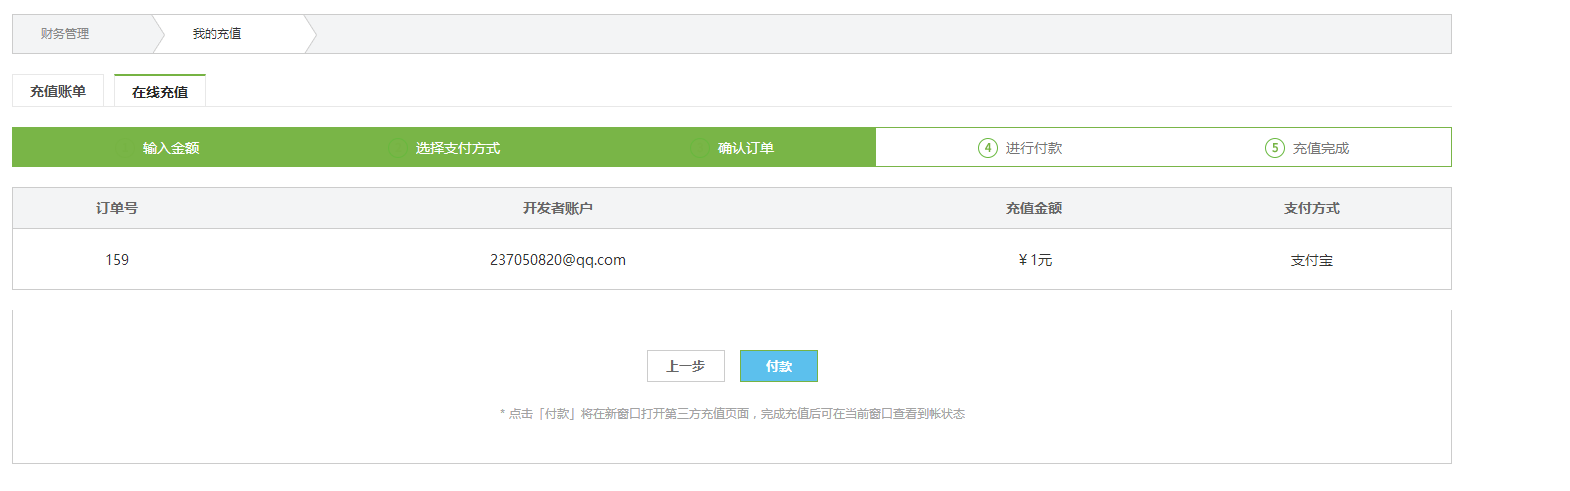 财务管理 我的充值
充值账单 在线充值
输入金额 选择支付方式 确认订单 4 进行付款 5 充值完成
订单号 开发者账户 充值金额 支付方式
159 237050820@qq.com ￥1元 支付宝
上一步 付款
* 点击「付款」将在新窗口打开第三方充值页面，完成充值后可在当前窗口查看到帐状态